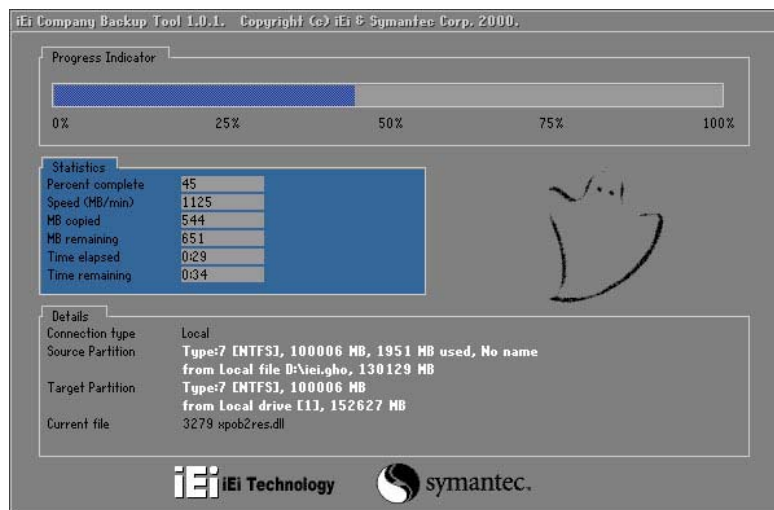 iEi Company Backup Tool 1.0.1. Copyright (c) iEi & Symantec Corp. 2000.
Progress Indicator
0% 25% 50% 75% 100%
Statistics
Percent complete 45
Speed (MB/min) 1125
MB copied 544
MB remaining 651
Time elapsed 0:29
Time remaining 0:34
Details
Connection type Local
Source Partition Type:7 [NTFS], 100006 MB, 1951 MB used, No name
from Local file D:\iei.gho, 130129 MB
Target Partition Type:7 [NTFS], 100006 MB
from Local drive [1], 152627 MB
Current file 3279 xpob2res.dll
iEi iEi Technology symantec.